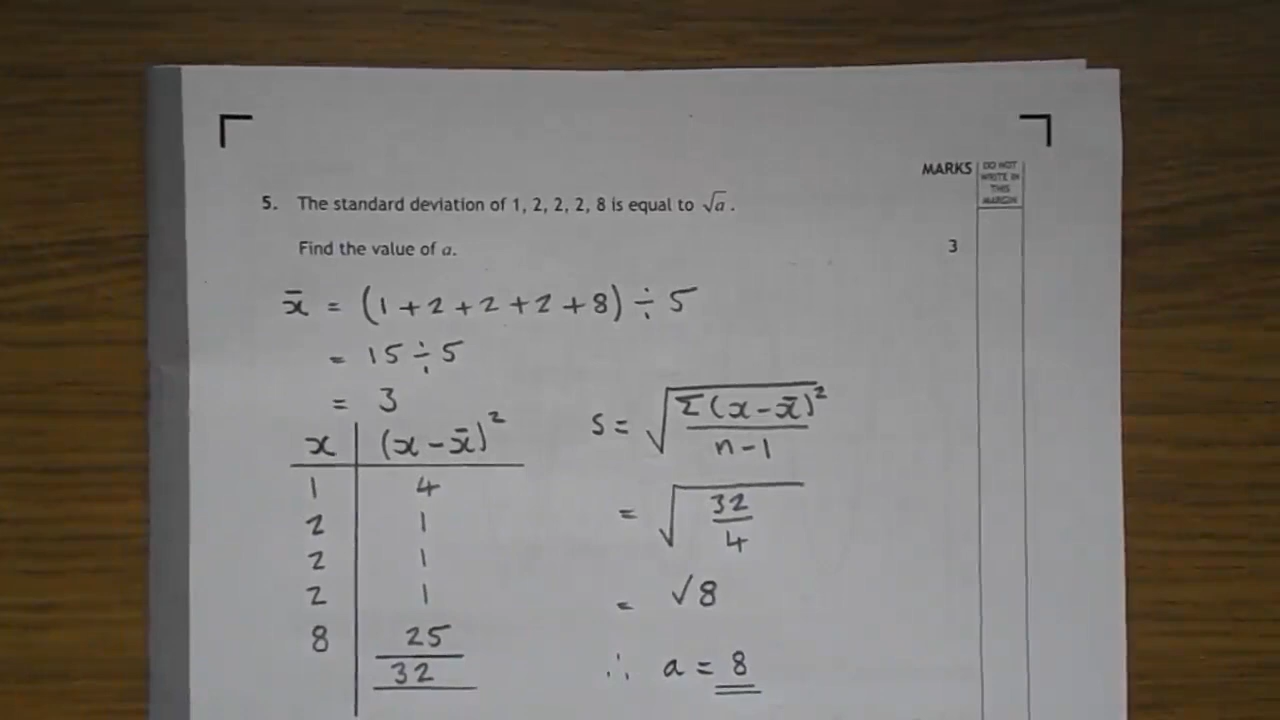 MARKS
DO NOT
WRITE IN
THIS
MARGIN
5. The standard deviation of 1, 2, 2, 2, 8 is equal to √a.
Find the value of a. 3
x̄ = (1 + 2 + 2 + 2 + 8) ÷ 5
= 15 ÷ 5
= 3
x | (x - x̄)²
1 | 4
2 | 1
2 | 1
2 | 1
8 | 25
32
s = √(Σ(x - x̄)² / n - 1)
= √(32 / 4)
= √8
∴ a = 8